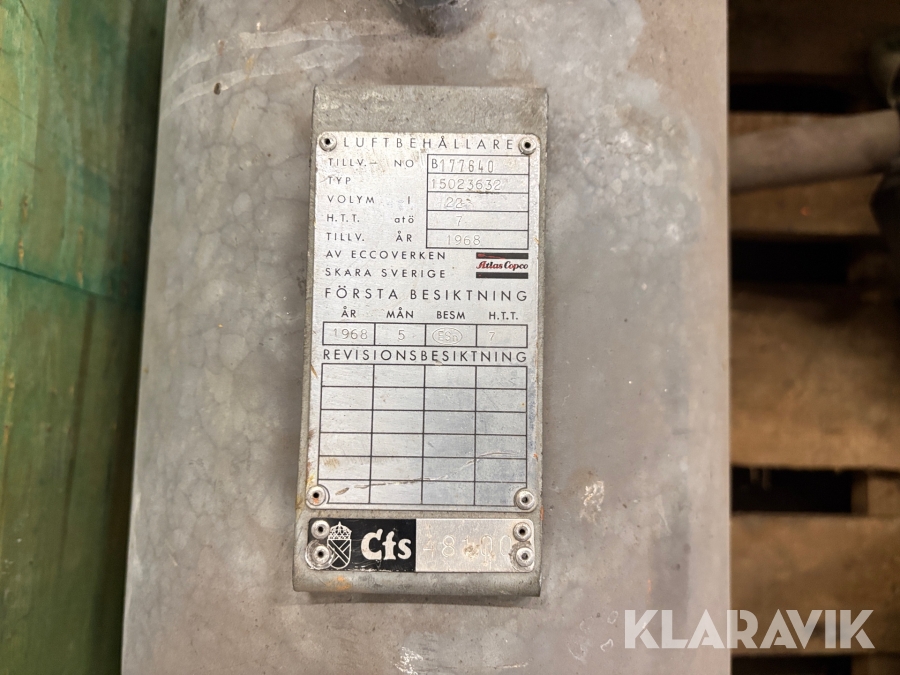 LUFTBEHÅLLARE
TILLV.- NO B177640
TYP 15023632
VOLYM l 22
H.T.T. atö 7
TILLV. ÅR 1968
AV ECCOVERKEN Atlas Copco
SKARA SVERIGE
FÖRSTA BESIKTNING
ÅR MÅN BESM H.T.T.
1968 5 7
REVISIONSBESIKTNING
Cfs
KLARAVIK